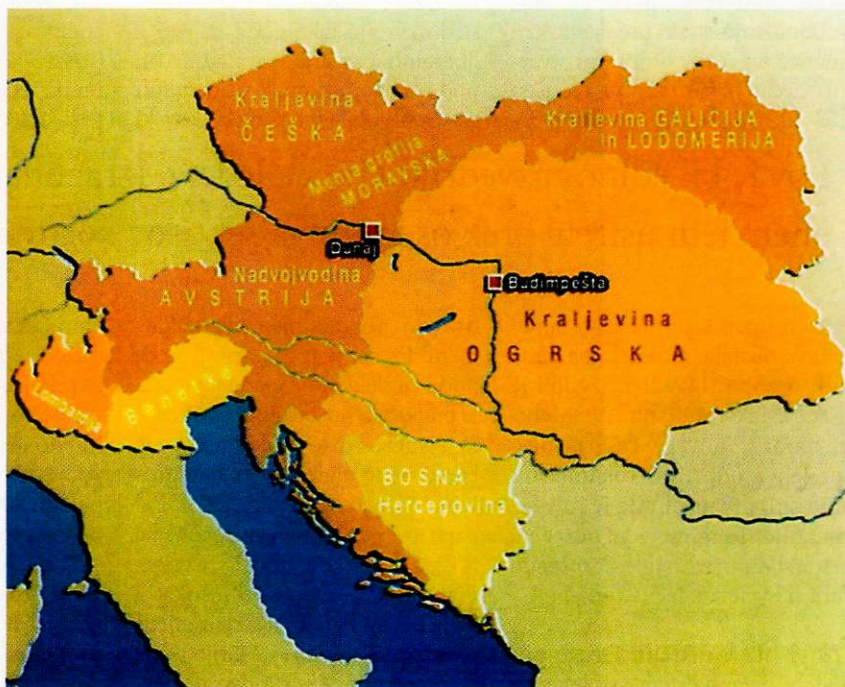 Kraljevina
ČEŠKA
Kraljevina GALICIJA
in LODOMERIJA
Mejna grofija
MORAVSKA
Dunaj
Nadvojvodina
AVSTRIJA
Budimpešta
Kraljevina
OGRSKA
Lombardija
Benetke
BOSNA
Hercegovina